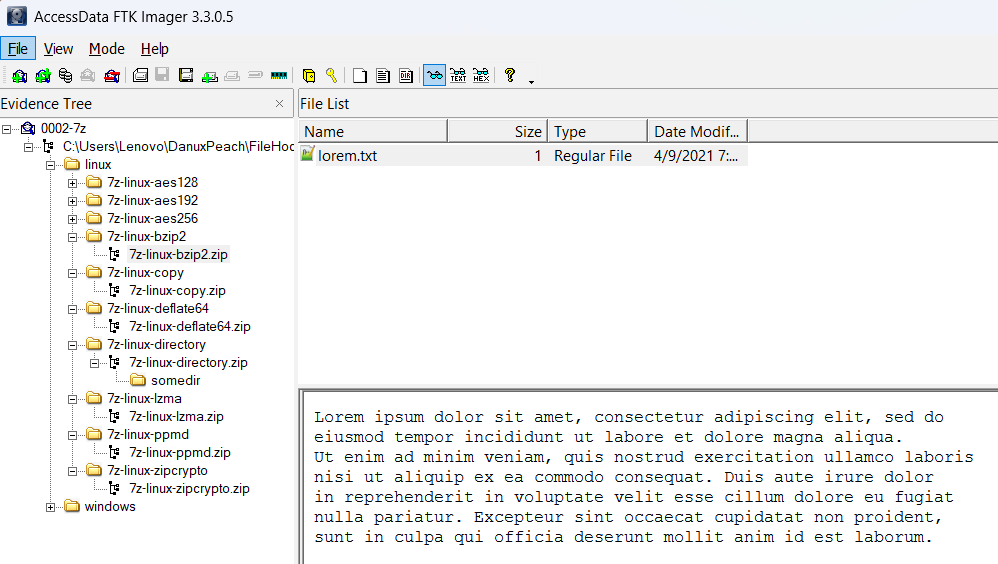 AccessData FTK Imager 3.3.0.5
File View Mode Help
TEXT HEX
Evidence Tree
0002-7z
C:\Users\Lenovo\DanuxPeach\FileHoc
linux
7z-linux-aes128
7z-linux-aes192
7z-linux-aes256
7z-linux-bzip2
7z-linux-bzip2.zip
7z-linux-copy
7z-linux-copy.zip
7z-linux-deflate64
7z-linux-deflate64.zip
7z-linux-directory
7z-linux-directory.zip
somedir
7z-linux-lzma
7z-linux-lzma.zip
7z-linux-ppmd
7z-linux-ppmd.zip
7z-linux-zipcrypto
7z-linux-zipcrypto.zip
windows
File List
Name Size Type Date Modif...
lorem.txt 1 Regular File 4/9/2021 7:...
Lorem ipsum dolor sit amet, consectetur adipiscing elit, sed do
eiusmod tempor incididunt ut labore et dolore magna aliqua.
Ut enim ad minim veniam, quis nostrud exercitation ullamco laboris
nisi ut aliquip ex ea commodo consequat. Duis aute irure dolor
in reprehenderit in voluptate velit esse cillum dolore eu fugiat
nulla pariatur. Excepteur sint occaecat cupidatat non proident,
sunt in culpa qui officia deserunt mollit anim id est laborum.